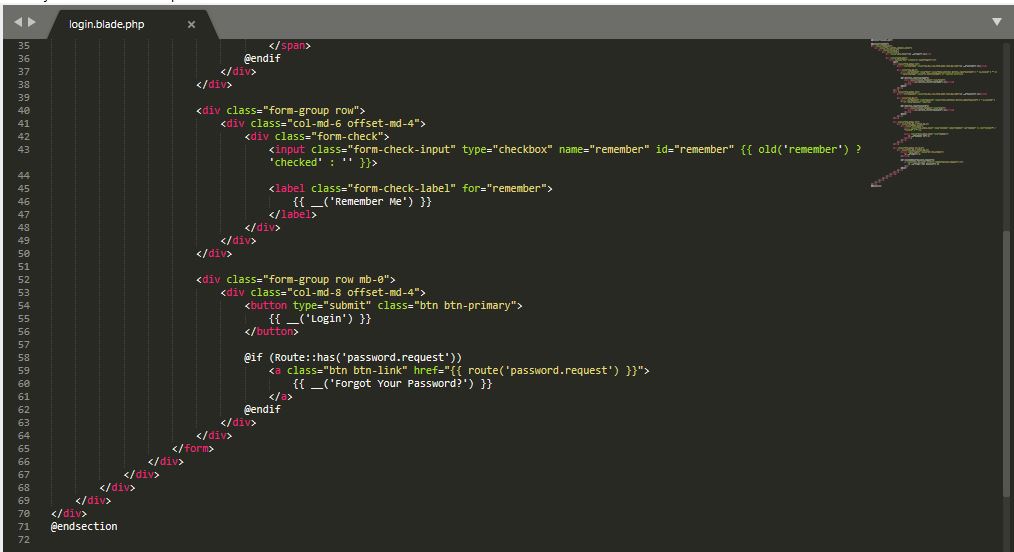 login.blade.php ×
35 </span>
36 @endif
37 </div>
38 </div>
39
40 <div class="form-group row">
41 <div class="col-md-6 offset-md-4">
42 <div class="form-check">
43 <input class="form-check-input" type="checkbox" name="remember" id="remember" {{ old('remember') ?
'checked' : '' }}>
44
45 <label class="form-check-label" for="remember">
46 {{ __('Remember Me') }}
47 </label>
48 </div>
49 </div>
50 </div>
51
52 <div class="form-group row mb-0">
53 <div class="col-md-8 offset-md-4">
54 <button type="submit" class="btn btn-primary">
55 {{ __('Login') }}
56 </button>
57
58 @if (Route::has('password.request'))
59 <a class="btn btn-link" href="{{ route('password.request') }}">
60 {{ __('Forgot Your Password?') }}
61 </a>
62 @endif
63 </div>
64 </div>
65 </form>
66 </div>
67 </div>
68 </div>
69 </div>
70 </div>
71 @endsection
72